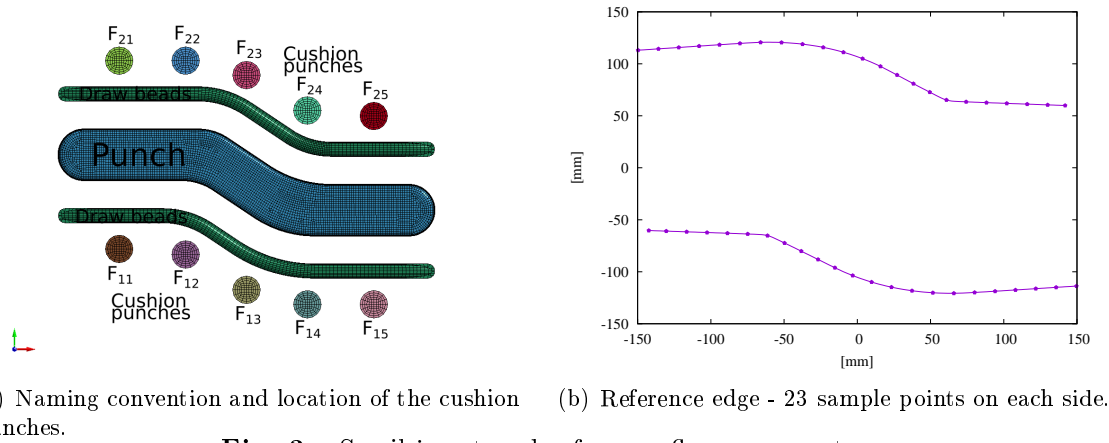 F21
F22
F23
Cushion
punches
F24
F25
Draw beads
Punch
Draw beads
F11
F12
F13
F14
F15
Cushion
punches
150
100
50
0
-50
-100
-150
-150
-100
-50
0
50
100
150
[mm]
[mm]
) Naming convention and location of the cushion
nches.
(b) Reference edge - 23 sample points on each side.